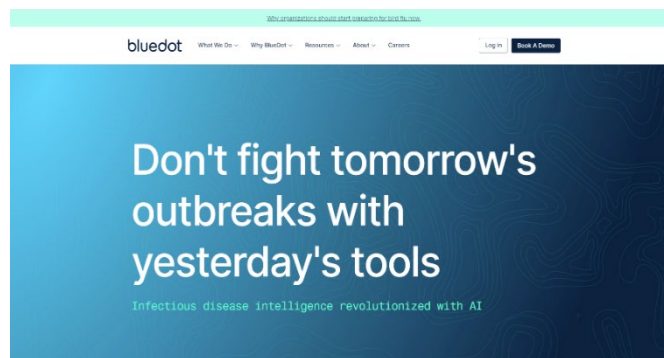 Why organizations should start preparing for bird flu now.
bluedot What We Do Why BlueDot Resources About Careers Log in Book A Demo
Don't fight tomorrow's
outbreaks with
yesterday's tools
Infectious disease intelligence revolutionized with AI